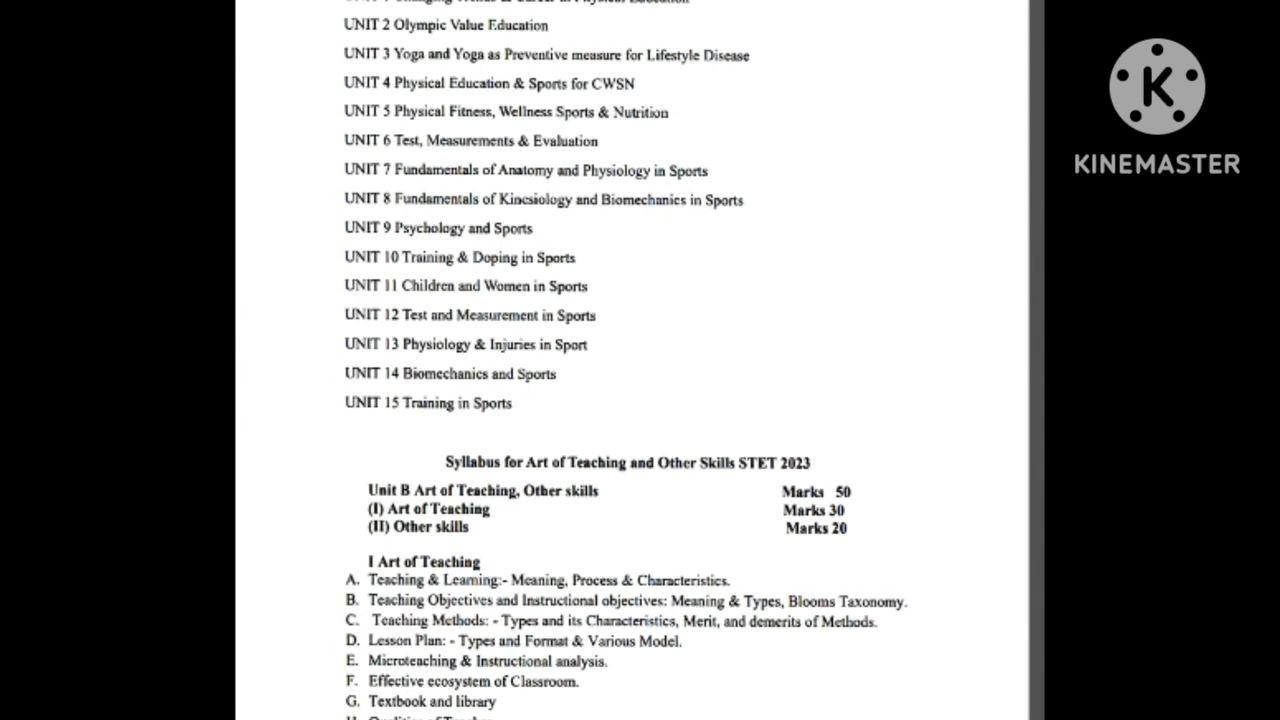 UNIT 2 Olympic Value Education
UNIT 3 Yoga and Yoga as Preventive measure for Lifestyle Disease
UNIT 4 Physical Education & Sports for CWSN
UNIT 5 Physical Fitness, Wellness Sports & Nutrition
UNIT 6 Test, Measurements & Evaluation
UNIT 7 Fundamentals of Anatomy and Physiology in Sports
UNIT 8 Fundamentals of Kinesiology and Biomechanics in Sports
UNIT 9 Psychology and Sports
UNIT 10 Training & Doping in Sports
UNIT 11 Children and Women in Sports
UNIT 12 Test and Measurement in Sports
UNIT 13 Physiology & Injuries in Sport
UNIT 14 Biomechanics and Sports
UNIT 15 Training in Sports
Syllabus for Art of Teaching and Other Skills STET 2023
Unit B Art of Teaching, Other skills Marks 50
(I) Art of Teaching Marks 30
(II) Other skills Marks 20
I Art of Teaching
A. Teaching & Learning:- Meaning, Process & Characteristics.
B. Teaching Objectives and Instructional objectives: Meaning & Types, Blooms Taxonomy.
C. Teaching Methods: - Types and its Characteristics, Merit, and demerits of Methods.
D. Lesson Plan: - Types and Format & Various Model.
E. Microteaching & Instructional analysis.
F. Effective ecosystem of Classroom.
G. Textbook and library
K
KINEMASTER